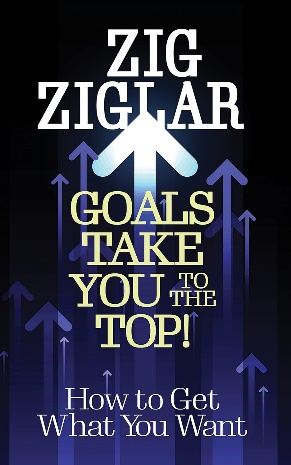 ZIG
ZIGLAR
GOALS
TAKE
YOU TO THE
TOP!
How to Get
What You Want